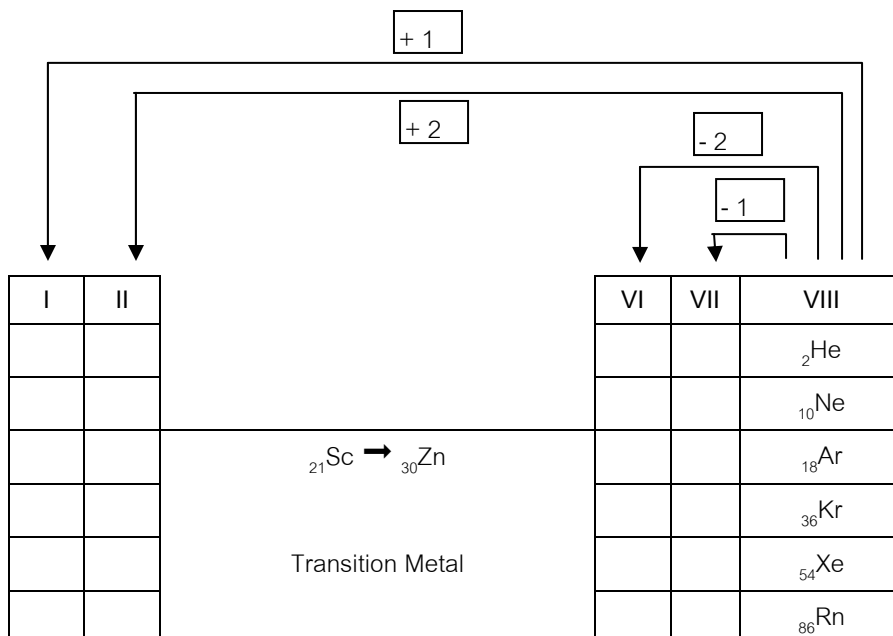 + 1
+ 2
- 2
- 1
I II VI VII VIII
₂He
₁₀Ne
₂₁Sc ➞ ₃₀Zn ₁₈Ar
₃₆Kr
Transition Metal ₅₄Xe
₈₆Rn